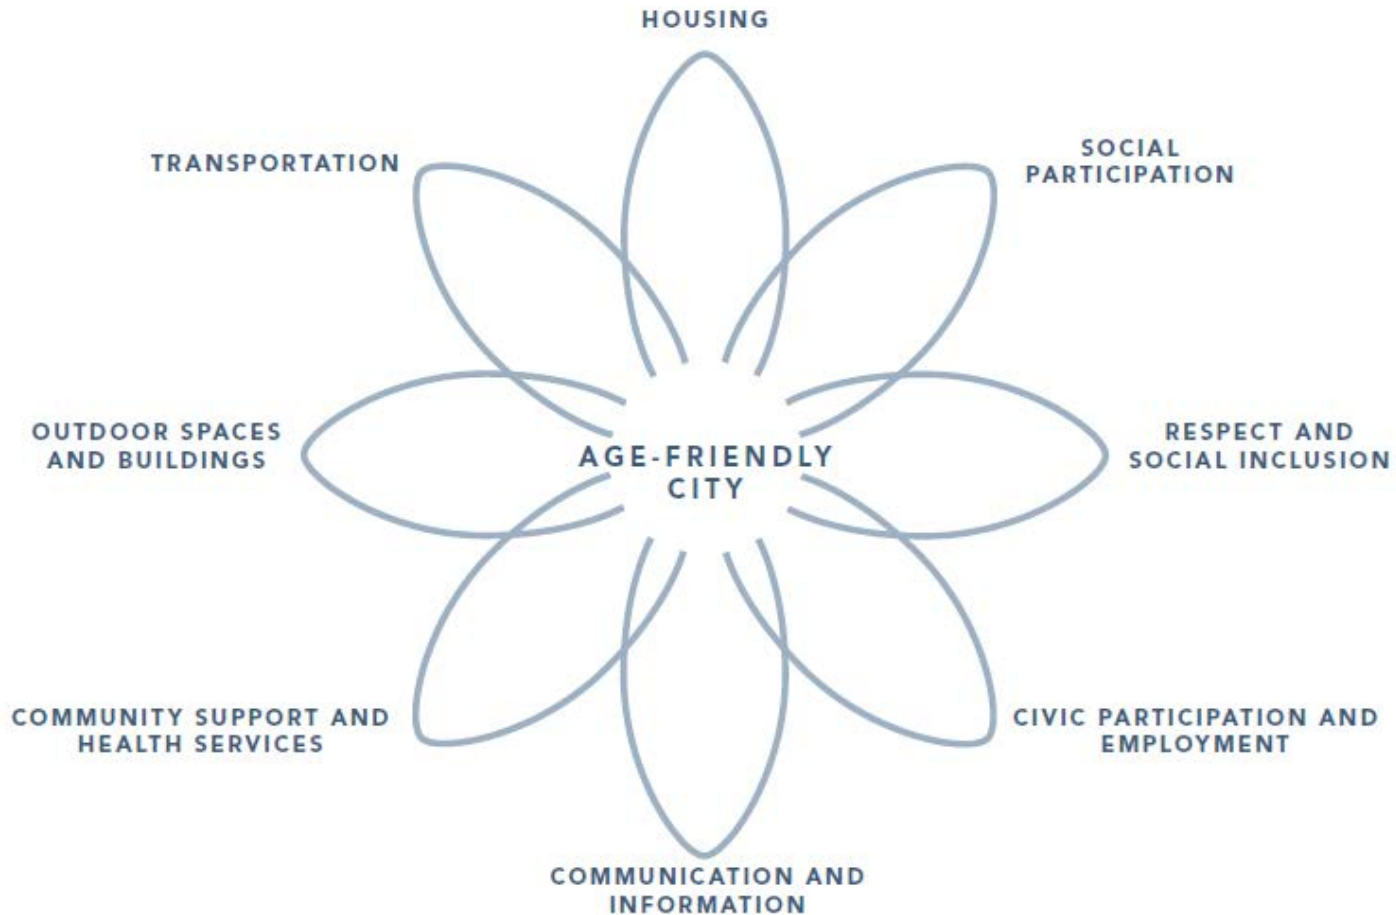 HOUSING
TRANSPORTATION
SOCIAL
PARTICIPATION
OUTDOOR SPACES
AND BUILDINGS
AGE-FRIENDLY
CITY
RESPECT AND
SOCIAL INCLUSION
COMMUNITY SUPPORT AND
HEALTH SERVICES
CIVIC PARTICIPATION AND
EMPLOYMENT
COMMUNICATION AND
INFORMATION